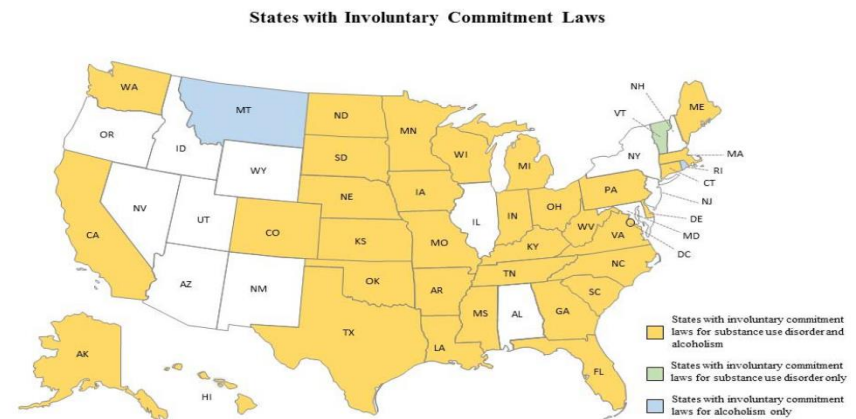 States with Involuntary Commitment Laws
NH
WA
VT
ME
MT
ND
OR
MN
ID
SD
WI
NY
MA
WY
MI
RI
CT
IA
PA
NE
NJ
NV
OH
DE
IL
IN
UT
MD
CO
WV
CA
VA
KS
MO
KY
DC
NC
TN
OK
AZ
NM
AR
SC
MS
AL
GA
States with involuntary commitment
laws for substance use disorder and
alcoholism
TX
LA
AK
States with involuntary commitment
laws for substance use disorder only
FL
HI
States with involuntary commitment
laws for alcoholism only